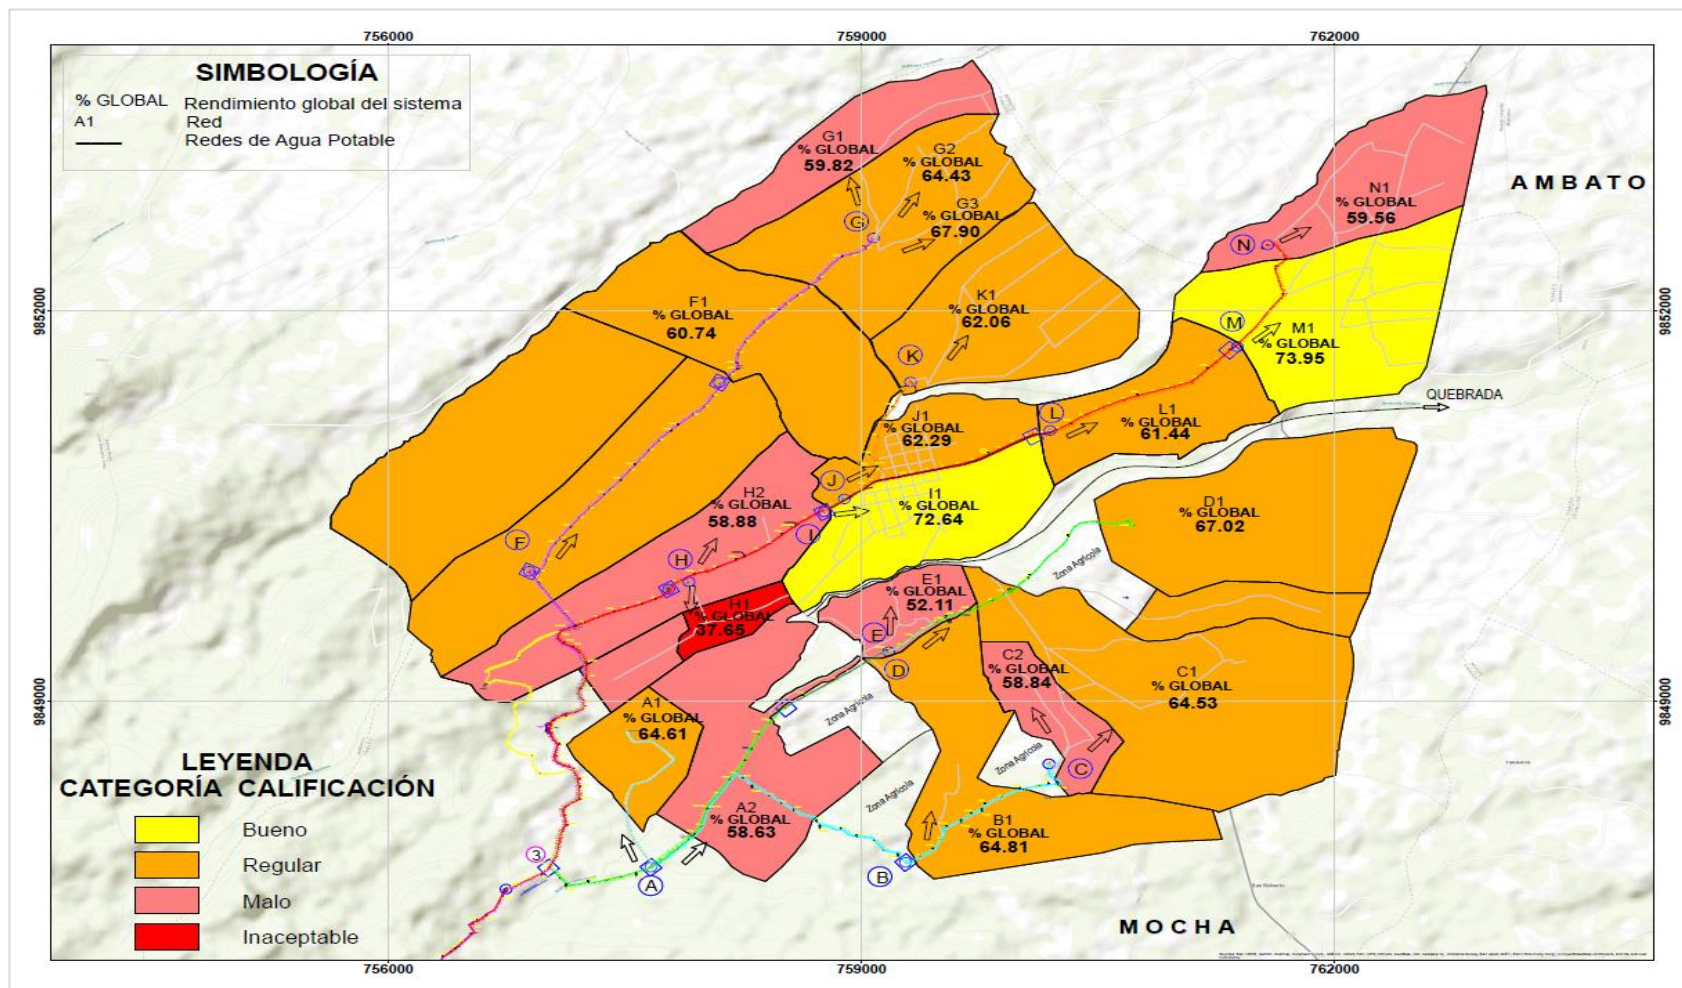 756000
759000
762000
SIMBOLOGÍA
% GLOBAL Rendimiento global del sistema
A1 Red
Redes de Agua Potable
9852000
9852000
9849000
9849000
AMBATO
G1
% GLOBAL
59.82
G2
% GLOBAL
64.43
G3
% GLOBAL
67.90
G
N1
% GLOBAL
59.56
N
F1
% GLOBAL
60.74
K1
% GLOBAL
62.06
K
M
M1
% GLOBAL
73.95
QUEBRADA
L
L1
% GLOBAL
61.44
J1
% GLOBAL
62.29
J
H2
% GLOBAL
58.88
I1
% GLOBAL
72.64
I
D1
% GLOBAL
67.02
F
H
Zona Agrícola
E1
% GLOBAL
52.11
H1
% GLOBAL
37.65
E
D
C2
% GLOBAL
58.84
C1
% GLOBAL
64.53
A1
% GLOBAL
64.61
Zona Agrícola
Zona Agrícola
C
Zona Agrícola
A2
% GLOBAL
58.63
B1
% GLOBAL
64.81
3
A
B
MOCHA
LEYENDA
CATEGORÍA CALIFICACIÓN
Bueno
Regular
Malo
Inaceptable
756000
759000
762000